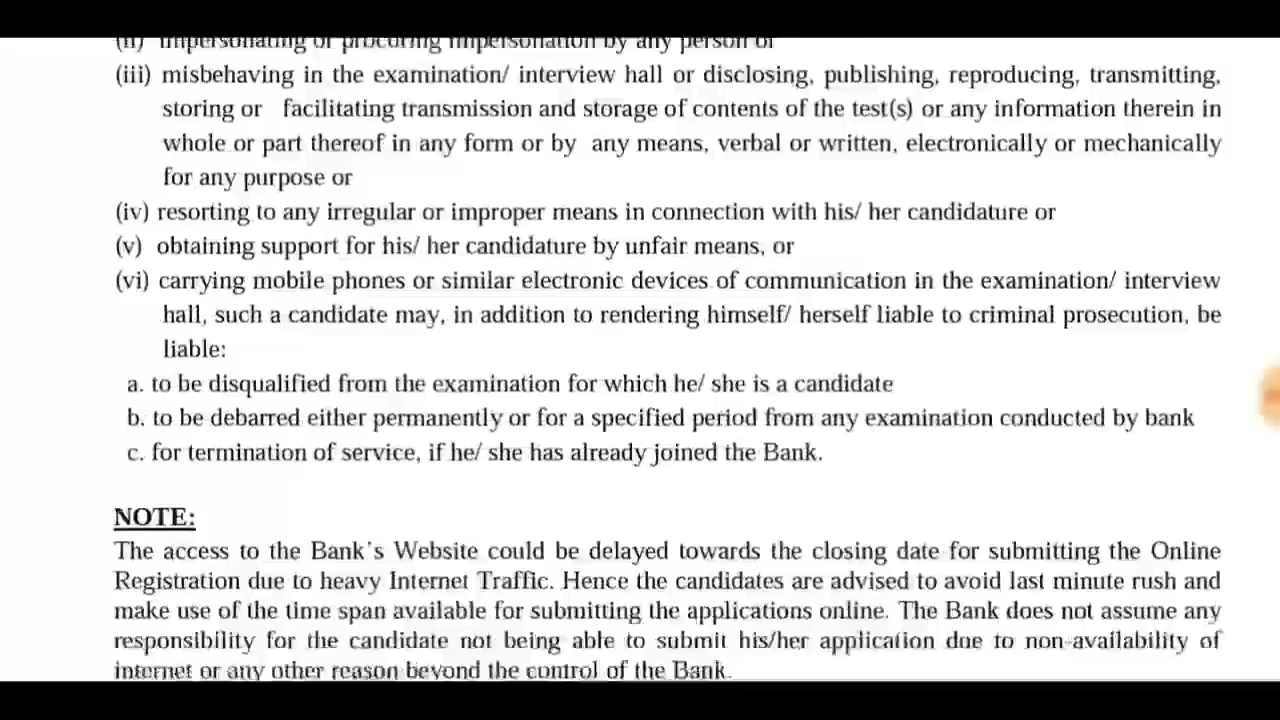 (ii) impersonating or procuring impersonation by any person or
(iii) misbehaving in the examination/ interview hall or disclosing, publishing, reproducing, transmitting,
storing or facilitating transmission and storage of contents of the test(s) or any information therein in
whole or part thereof in any form or by any means, verbal or written, electronically or mechanically
for any purpose or
(iv) resorting to any irregular or improper means in connection with his/ her candidature or
(v) obtaining support for his/ her candidature by unfair means, or
(vi) carrying mobile phones or similar electronic devices of communication in the examination/ interview
hall, such a candidate may, in addition to rendering himself/ herself liable to criminal prosecution, be
liable:
a. to be disqualified from the examination for which he/ she is a candidate
b. to be debarred either permanently or for a specified period from any examination conducted by bank
c. for termination of service, if he/ she has already joined the Bank.
NOTE:
The access to the Bank's Website could be delayed towards the closing date for submitting the Online
Registration due to heavy Internet Traffic. Hence the candidates are advised to avoid last minute rush and
make use of the time span available for submitting the applications online. The Bank does not assume any
responsibility for the candidate not being able to submit his/her application due to non-availability of
internet or any other reason beyond the control of the Bank.